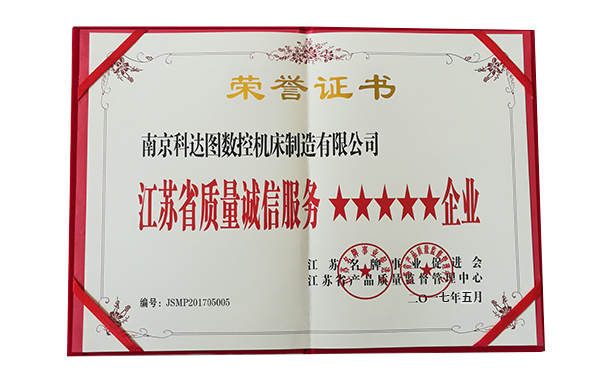 荣誉证书
南京科达图数控机床制造有限公司
江苏省质量诚信服务★★★★★企业
江苏名牌事业促进会
江苏省产品质量监督管理中心
编号：JSMP201705005
二〇一七年五月